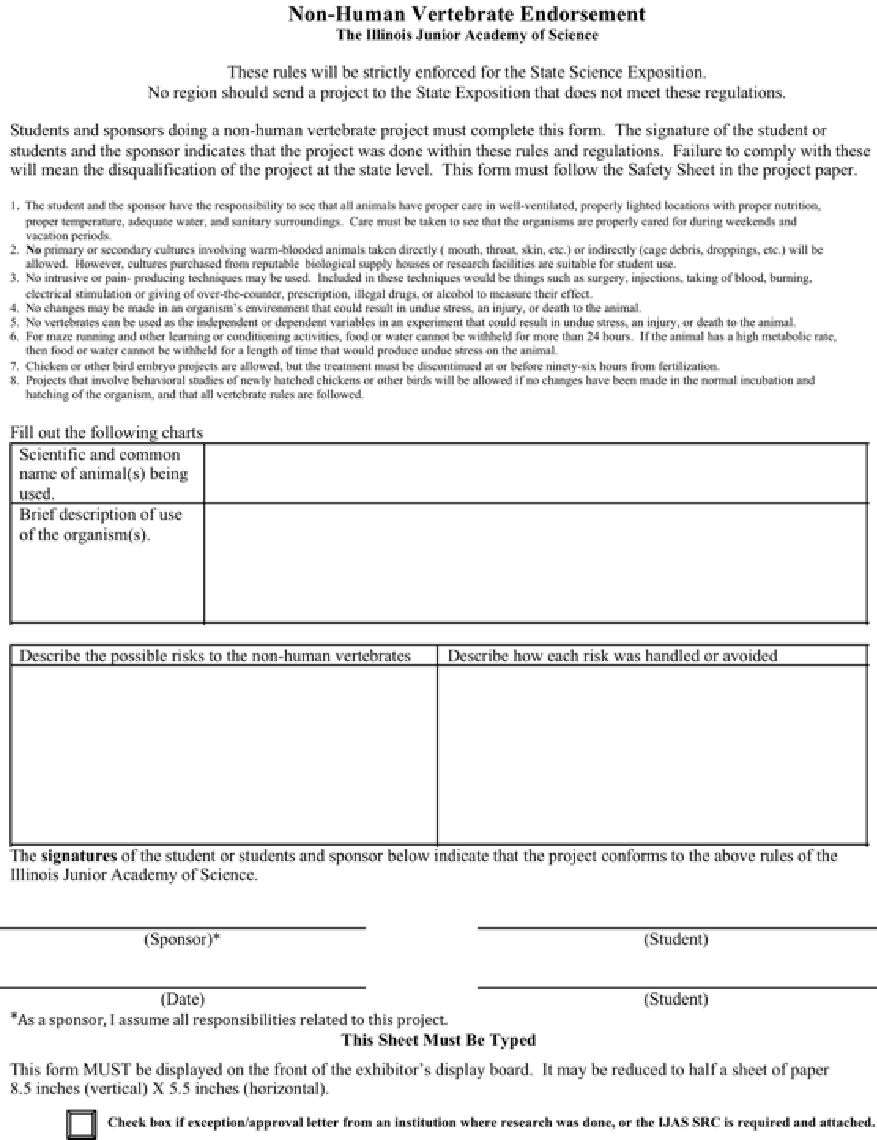 Non-Human Vertebrate Endorsement
The Illinois Junior Academy of Science
These rules will be strictly enforced for the State Science Exposition.
No region should send a project to the State Exposition that does not meet these regulations.
Students and sponsors doing a non-human vertebrate project must complete this form. The signature of the student or
students and the sponsor indicates that the project was done within these rules and regulations. Failure to comply with these
will mean the disqualification of the project at the state level. This form must follow the Safety Sheet in the project paper.
1. The student and the sponsor have the responsibility to see that all animals have proper care in well-ventilated, properly lighted locations with proper nutrition,
proper temperature, adequate water, and sanitary surroundings. Care must be taken to see that the organisms are properly cared for during weekends and
vacation periods.
2. No primary or secondary cultures involving warm-blooded animals taken directly ( mouth, throat, skin, etc.) or indirectly (cage debris, droppings, etc.) will be
allowed. However, cultures purchased from reputable biological supply houses or research facilities are suitable for student use.
3. No intrusive or pain- producing techniques may be used. Included in these techniques would be things such as surgery, injections, taking of blood, burning,
electrical stimulation or giving of over-the-counter, prescription, illegal drugs, or alcohol to measure their effect.
4. No changes may be made in an organism's environment that could result in undue stress, an injury, or death to the animal.
5. No vertebrates can be used as the independent or dependent variables in an experiment that could result in undue stress, an injury, or death to the animal.
6. For maze running and other learning or conditioning activities, food or water cannot be withheld for more than 24 hours. If the animal has a high metabolic rate,
then food or water cannot be withheld for a length of time that would produce undue stress on the animal.
7. Chicken or other bird embryo projects are allowed, but the treatment must be discontinued at or before ninety-six hours from fertilization.
8. Projects that involve behavioral studies of newly hatched chickens or other birds will be allowed if no changes have been made in the normal incubation and
hatching of the organism, and that all vertebrate rules are followed.
Fill out the following charts
Scientific and common
name of animal(s) being
used.
Brief description of use
of the organism(s).
Describe the possible risks to the non-human vertebrates
Describe how each risk was handled or avoided
The signatures of the student or students and sponsor below indicate that the project conforms to the above rules of the
Illinois Junior Academy of Science.
(Sponsor)*
(Student)
(Date)
(Student)
*As a sponsor, I assume all responsibilities related to this project.
This Sheet Must Be Typed
This form MUST be displayed on the front of the exhibitor's display board. It may be reduced to half a sheet of paper
8.5 inches (vertical) X 5.5 inches (horizontal).
Check box if exception/approval letter from an institution where research was done, or the IJAS SRC is required and attached.